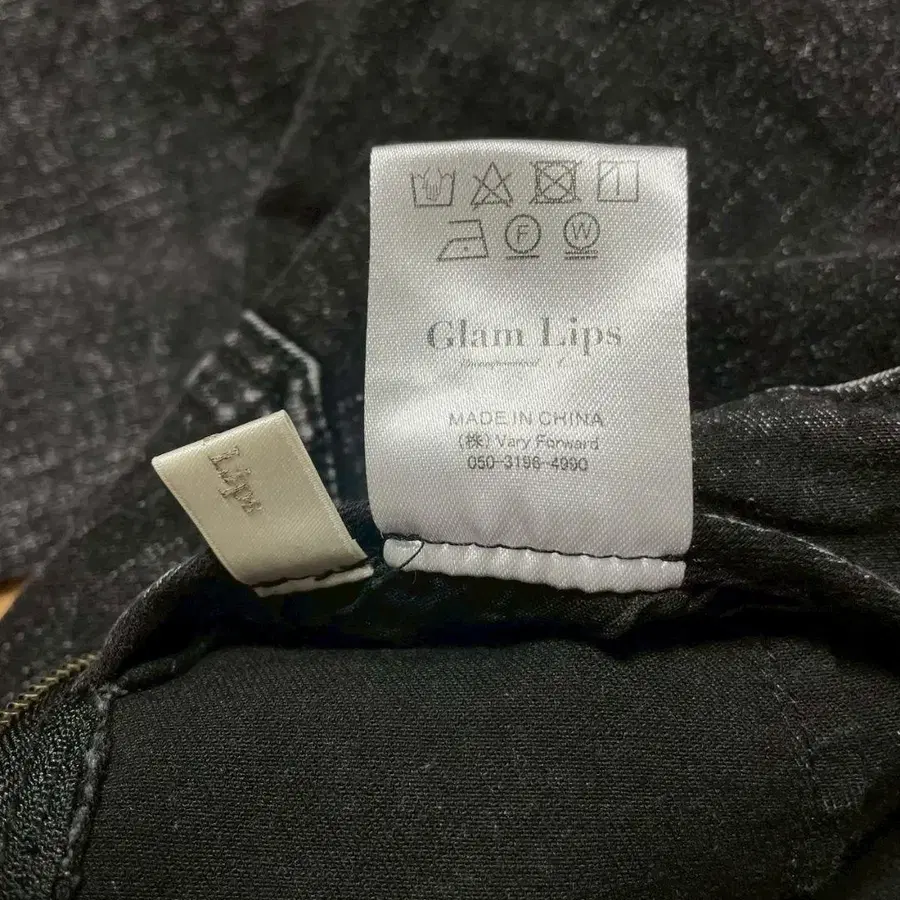 F W
Glam Lips
MADE IN CHINA
(株) Vary Forward
050-3196-4990
Lips